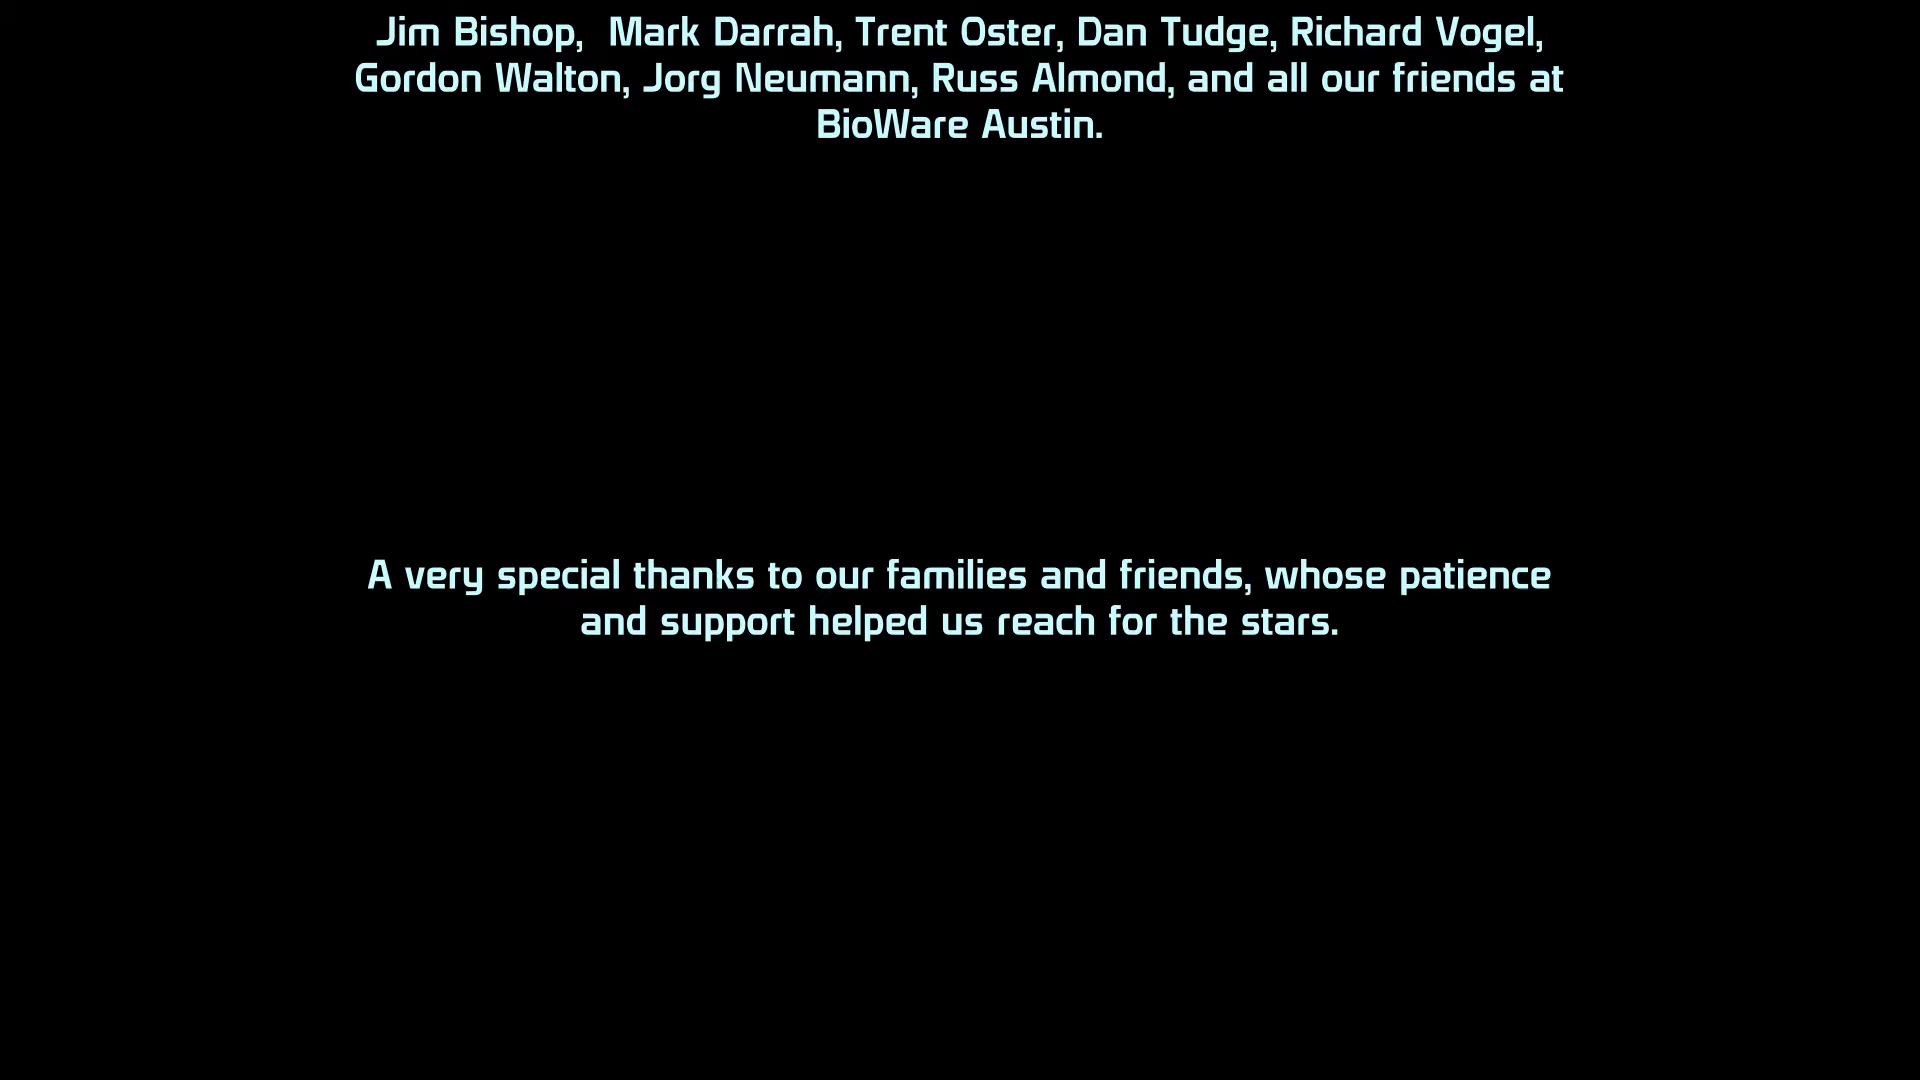 Jim Bishop,  Mark Darrah, Trent Oster, Dan Tudge, Richard Vogel,
Gordon Walton, Jorg Neumann, Russ Almond, and all our friends at
BioWare Austin.
A very special thanks to our families and friends, whose patience
and support helped us reach for the stars.